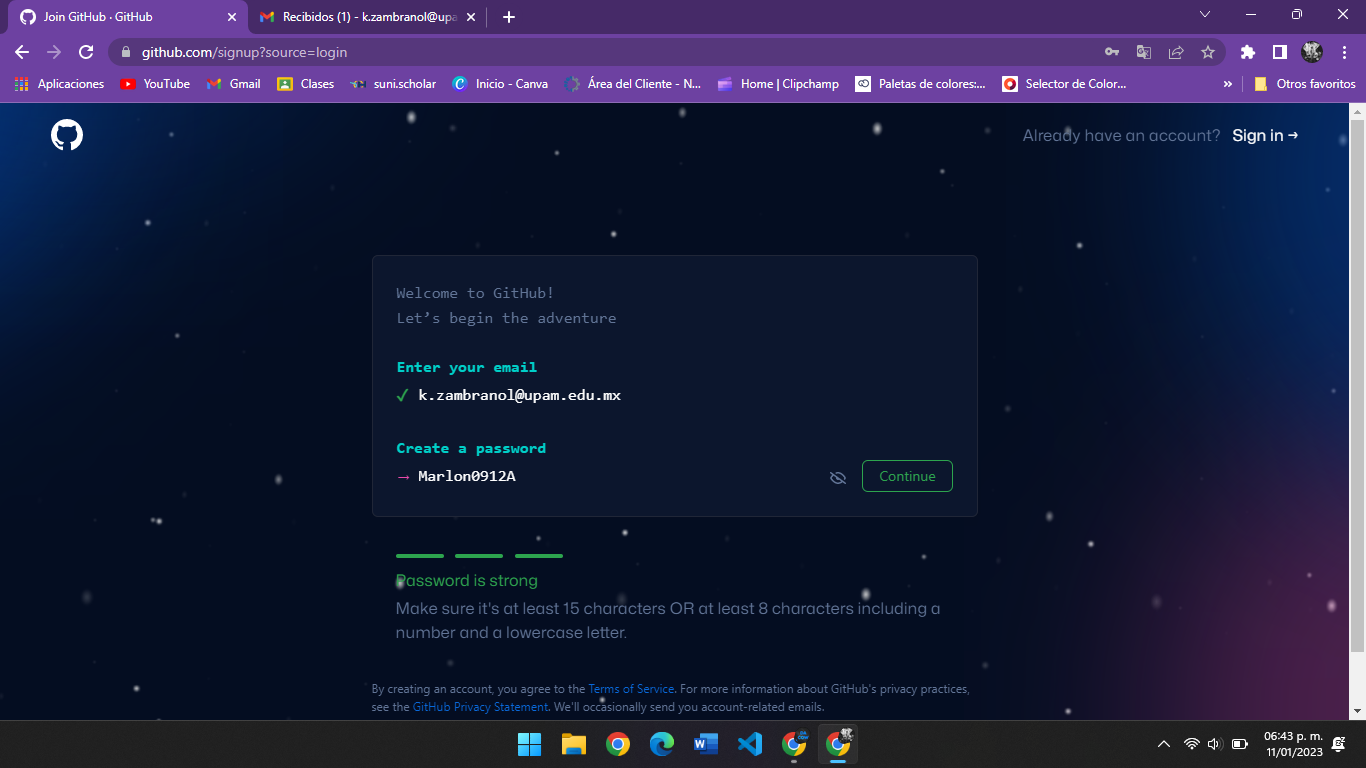 Join GitHub · GitHub
Recibidos (1) - k.zambranol@upa
github.com/signup?source=login
Aplicaciones
YouTube
Gmail
Clases
suni.scholar
Inicio - Canva
Área del Cliente - N...
Home | Clipchamp
Paletas de colores:...
Selector de Color...
»
Otros favoritos
Already have an account? Sign in →
Welcome to GitHub!
Let’s begin the adventure
Enter your email
✓ k.zambranol@upam.edu.mx
Create a password
→ Marlon0912A
Continue
Password is strong
Make sure it's at least 15 characters OR at least 8 characters including a
number and a lowercase letter.
By creating an account, you agree to the Terms of Service. For more information about GitHub's privacy practices,
see the GitHub Privacy Statement. We'll occasionally send you account-related emails.
06:43 p. m.
11/01/2023